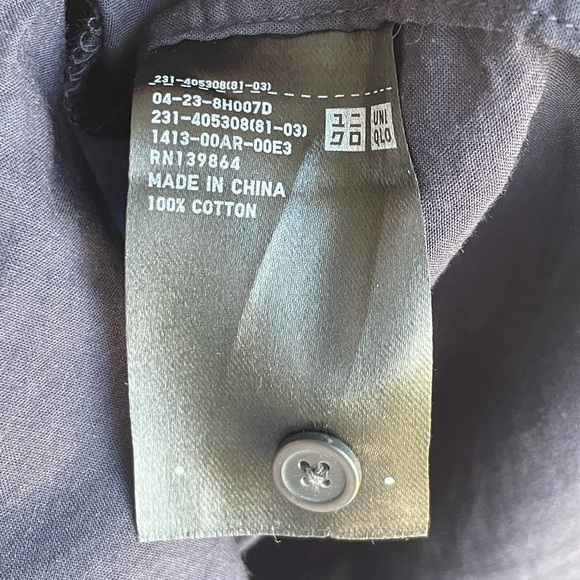 231-405308(81-03)
04-23-8H007D
231-405308(81-03)
1413-00AR-00E3
RN139864
MADE IN CHINA
100% COTTON
ユニ
クロ
UNI
QLO